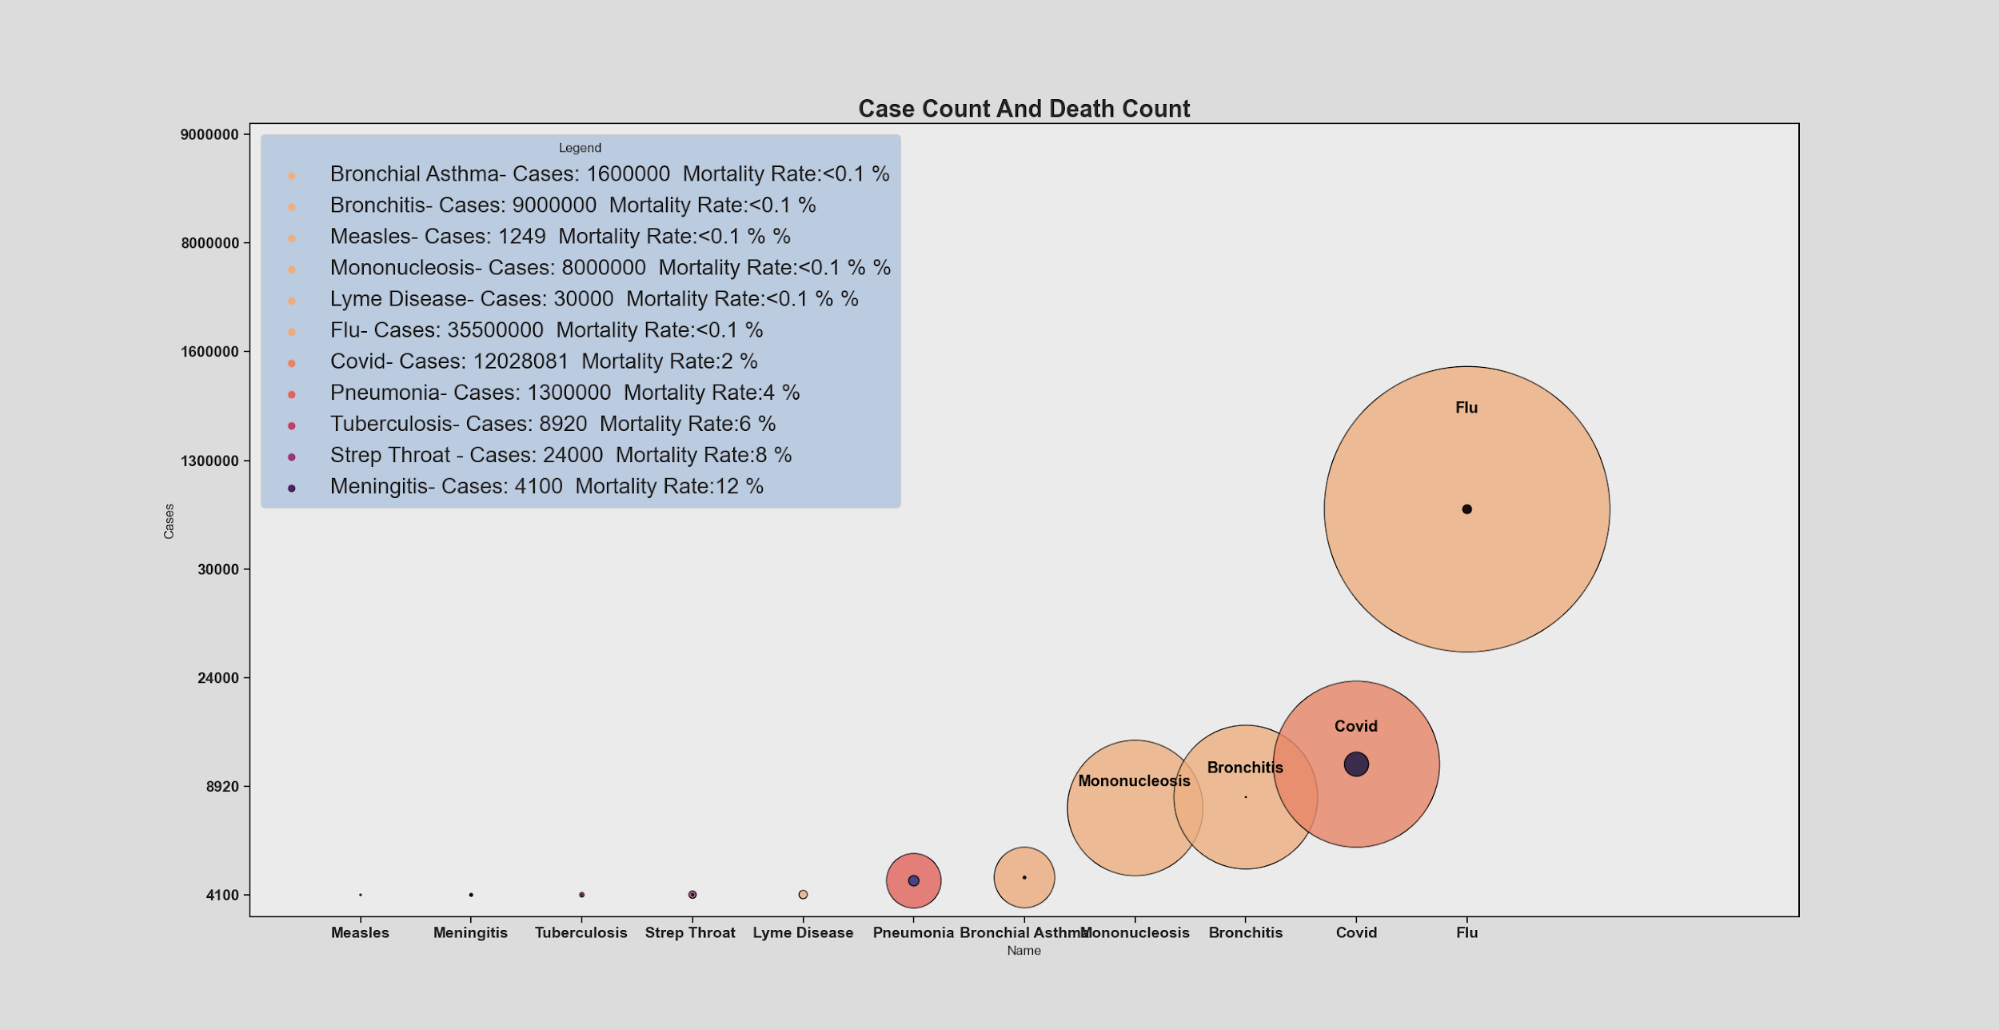 Case Count And Death Count
9000000
8000000
1600000
1300000
30000
24000
8920
4100
Cases
Legend
Bronchial Asthma- Cases: 1600000  Mortality Rate:<0.1 %
Bronchitis- Cases: 9000000  Mortality Rate:<0.1 %
Measles- Cases: 1249  Mortality Rate:<0.1 % %
Mononucleosis- Cases: 8000000  Mortality Rate:<0.1 % %
Lyme Disease- Cases: 30000  Mortality Rate:<0.1 % %
Flu- Cases: 35500000  Mortality Rate:<0.1 %
Covid- Cases: 12028081  Mortality Rate:2 %
Pneumonia- Cases: 1300000  Mortality Rate:4 %
Tuberculosis- Cases: 8920  Mortality Rate:6 %
Strep Throat - Cases: 24000  Mortality Rate:8 %
Meningitis- Cases: 4100  Mortality Rate:12 %
Flu
Covid
Bronchitis
Mononucleosis
Measles Meningitis Tuberculosis Strep Throat Lyme Disease Pneumonia Bronchial Asthma Mononucleosis Bronchitis Covid Flu
Name